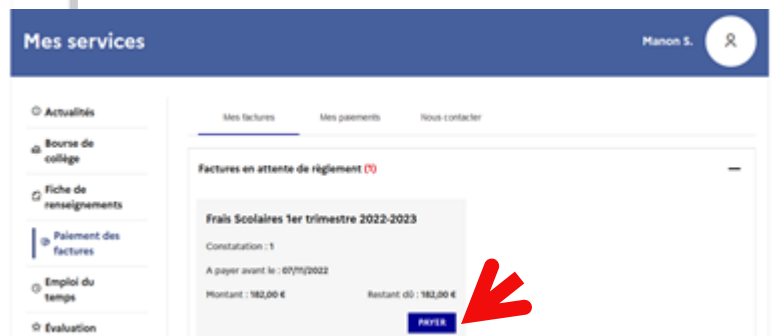 Mes services
Manon S.
Actualités
Mes factures
Mes paiements
Nous contacter
Bourse de
collège
Factures en attente de règlement (1)
Fiche de
renseignements
Frais Scolaires 1er trimestre 2022-2023
Paiement des
factures
Constatation : 1
A payer avant le : 07/11/2022
Emploi du
temps
Montant : 182,00 €
Restant dû : 182,00 €
PAYER
Évaluation